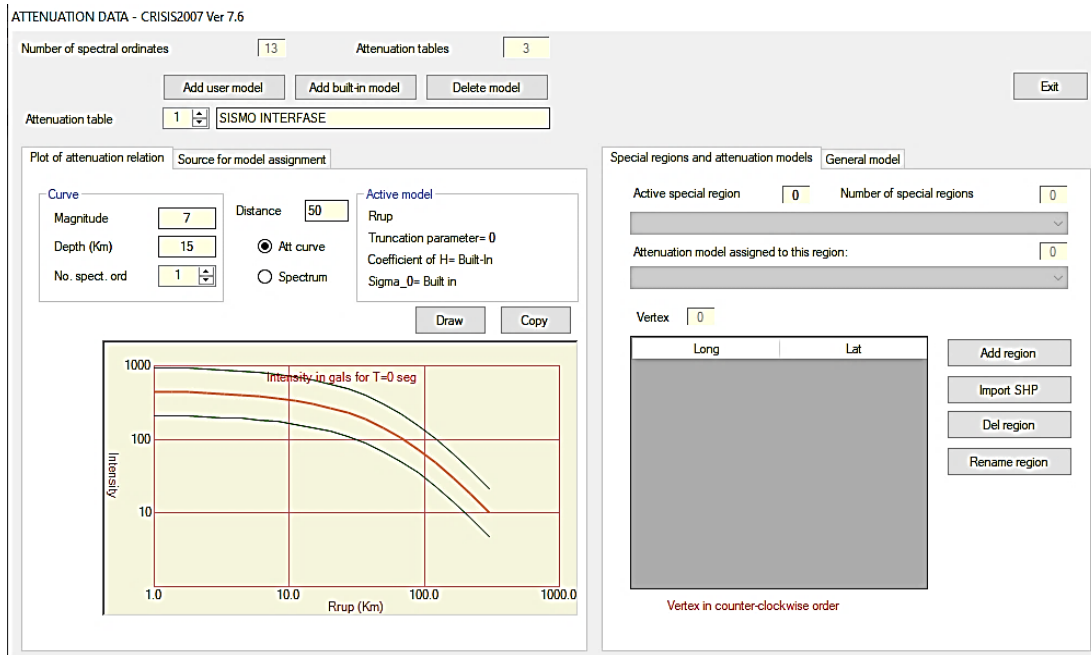 ATTENUATION DATA - CRISIS2007 Ver 7.6
Number of spectral ordinates 13 Attenuation tables 3
Add user model Add built-in model Delete model Exit
Attenuation table 1 SISMO INTERFASE
Plot of attenuation relation Source for model assignment
Curve
Magnitude 7
Depth (Km) 15
No. spect. ord 1
Distance 50
Att curve
Spectrum
Active model
Rrup
Truncation parameter= 0
Coefficient of H= Built-In
Sigma_0= Built in
Draw Copy
Intensity in gals for T=0 seg
1000
100
10
Intensity
1.0 10.0 100.0 1000.0
Rrup (Km)
Special regions and attenuation models General model
Active special region 0 Number of special regions 0
Attenuation model assigned to this region: 0
Vertex 0
Long Lat
Add region
Import SHP
Del region
Rename region
Vertex in counter-clockwise order